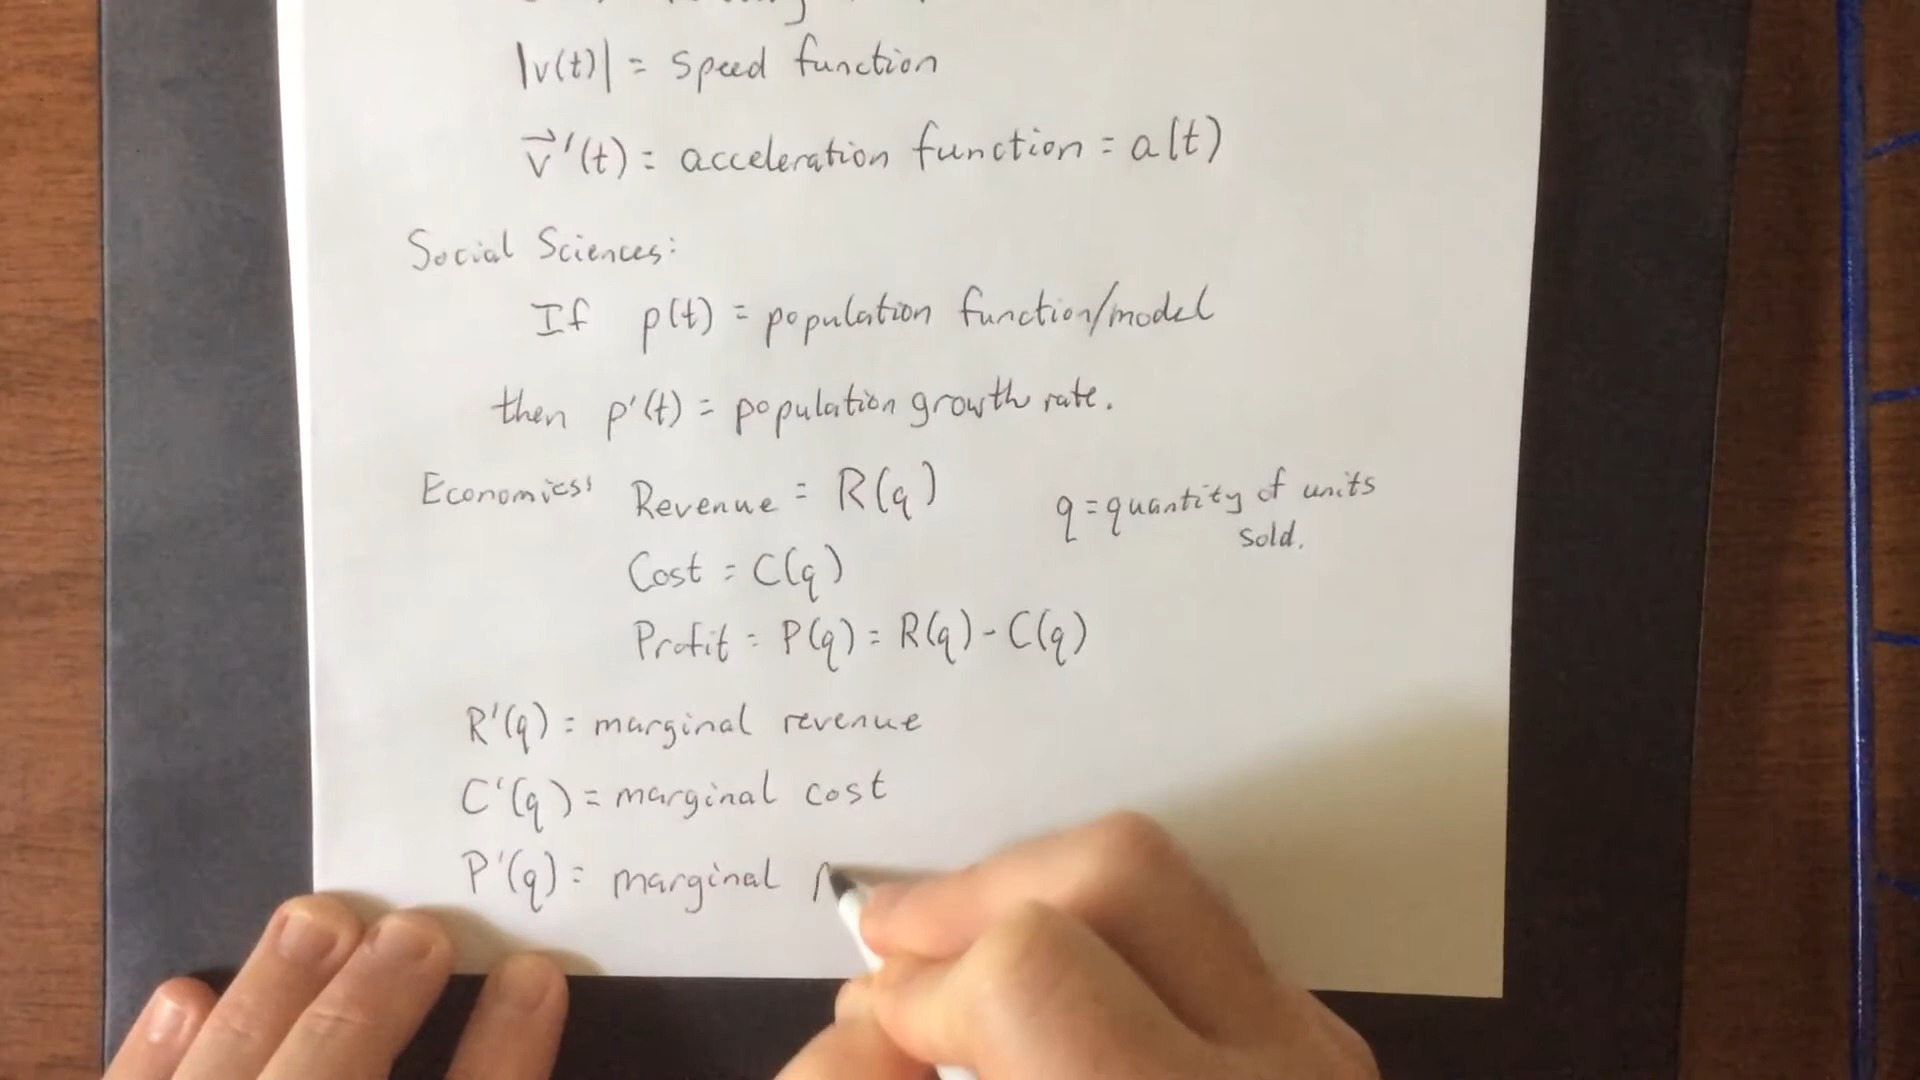 |v(t)| = speed function
v⃗'(t) = acceleration function = a(t)
Social Sciences:
If p(t) = population function/model
then p'(t) = population growth rate.
Economics: Revenue = R(q) q = quantity of units
sold.
Cost = C(q)
Profit = P(q) = R(q) - C(q)
R'(q) = marginal revenue
C'(q) = marginal cost
P'(q) = marginal